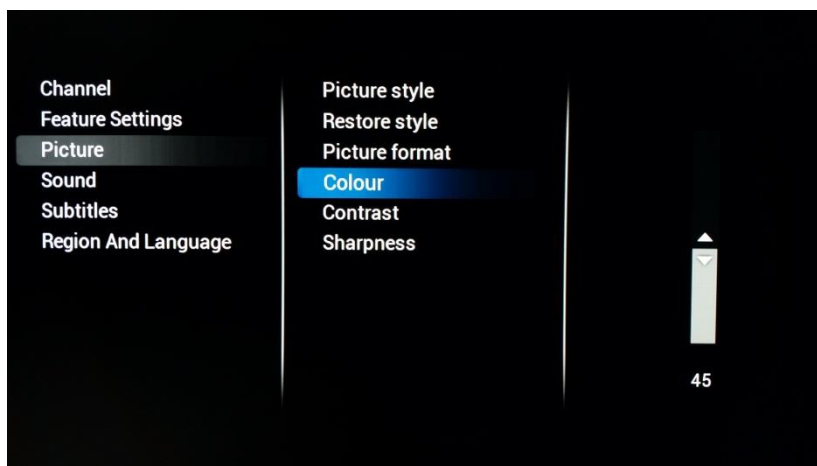 Channel
Feature Settings
Picture
Sound
Subtitles
Region And Language
Picture style
Restore style
Picture format
Colour
Contrast
Sharpness
45